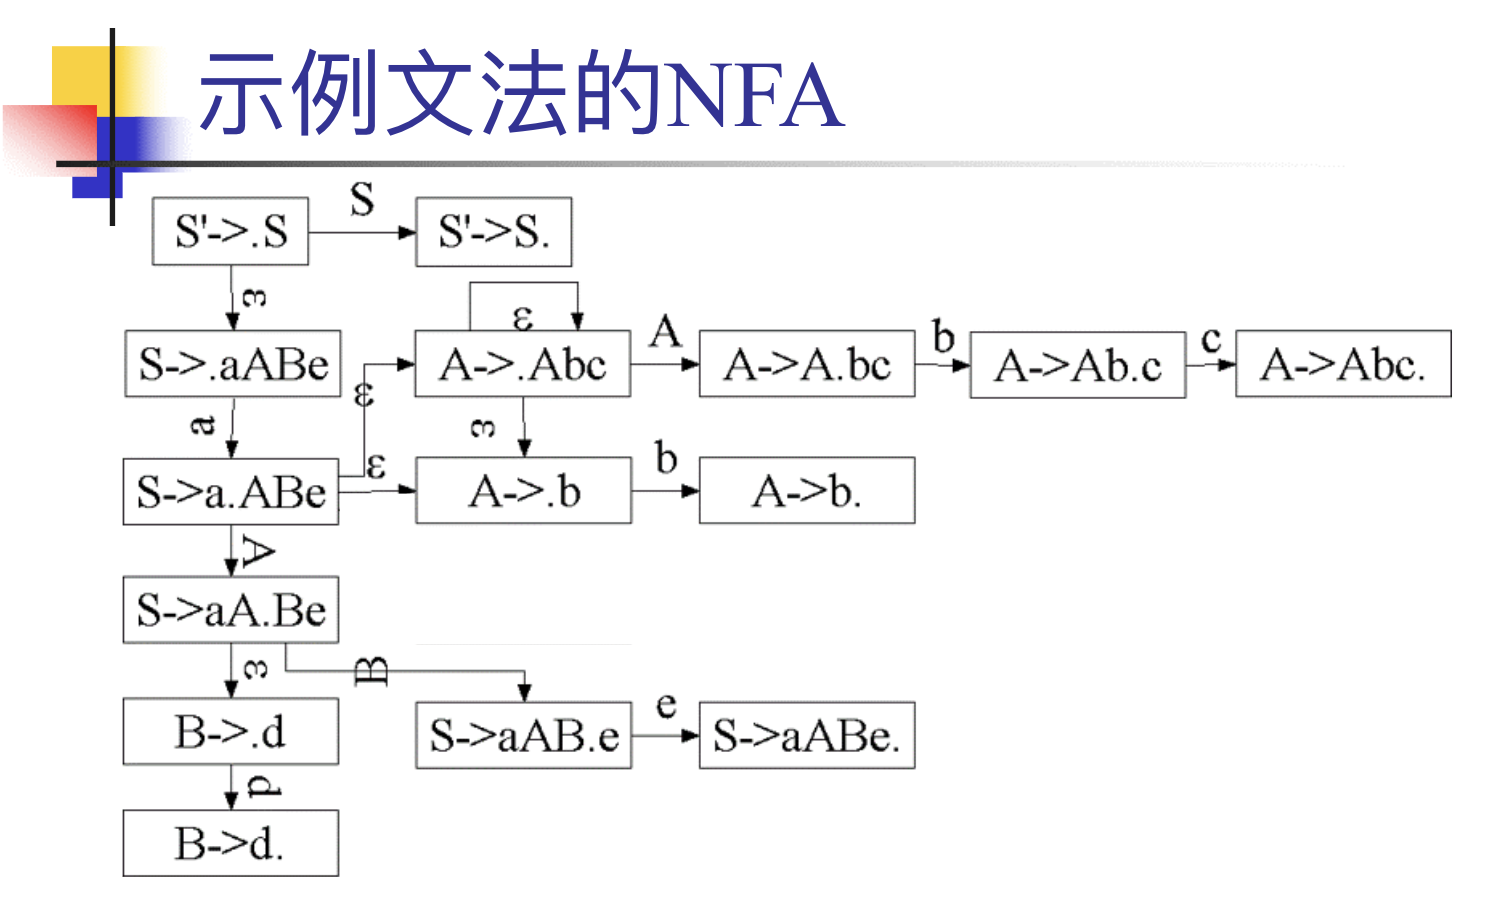 示例文法的NFA
S
S'->.S
S'->S.
ε
ε
A
b
c
S->.aABe
A->.Abc
A->A.bc
A->Ab.c
A->Abc.
ε
a
ε
b
ε
S->a.ABe
A->.b
A->b.
A
S->aA.Be
ε
B
e
B->.d
S->aAB.e
S->aABe.
d
B->d.